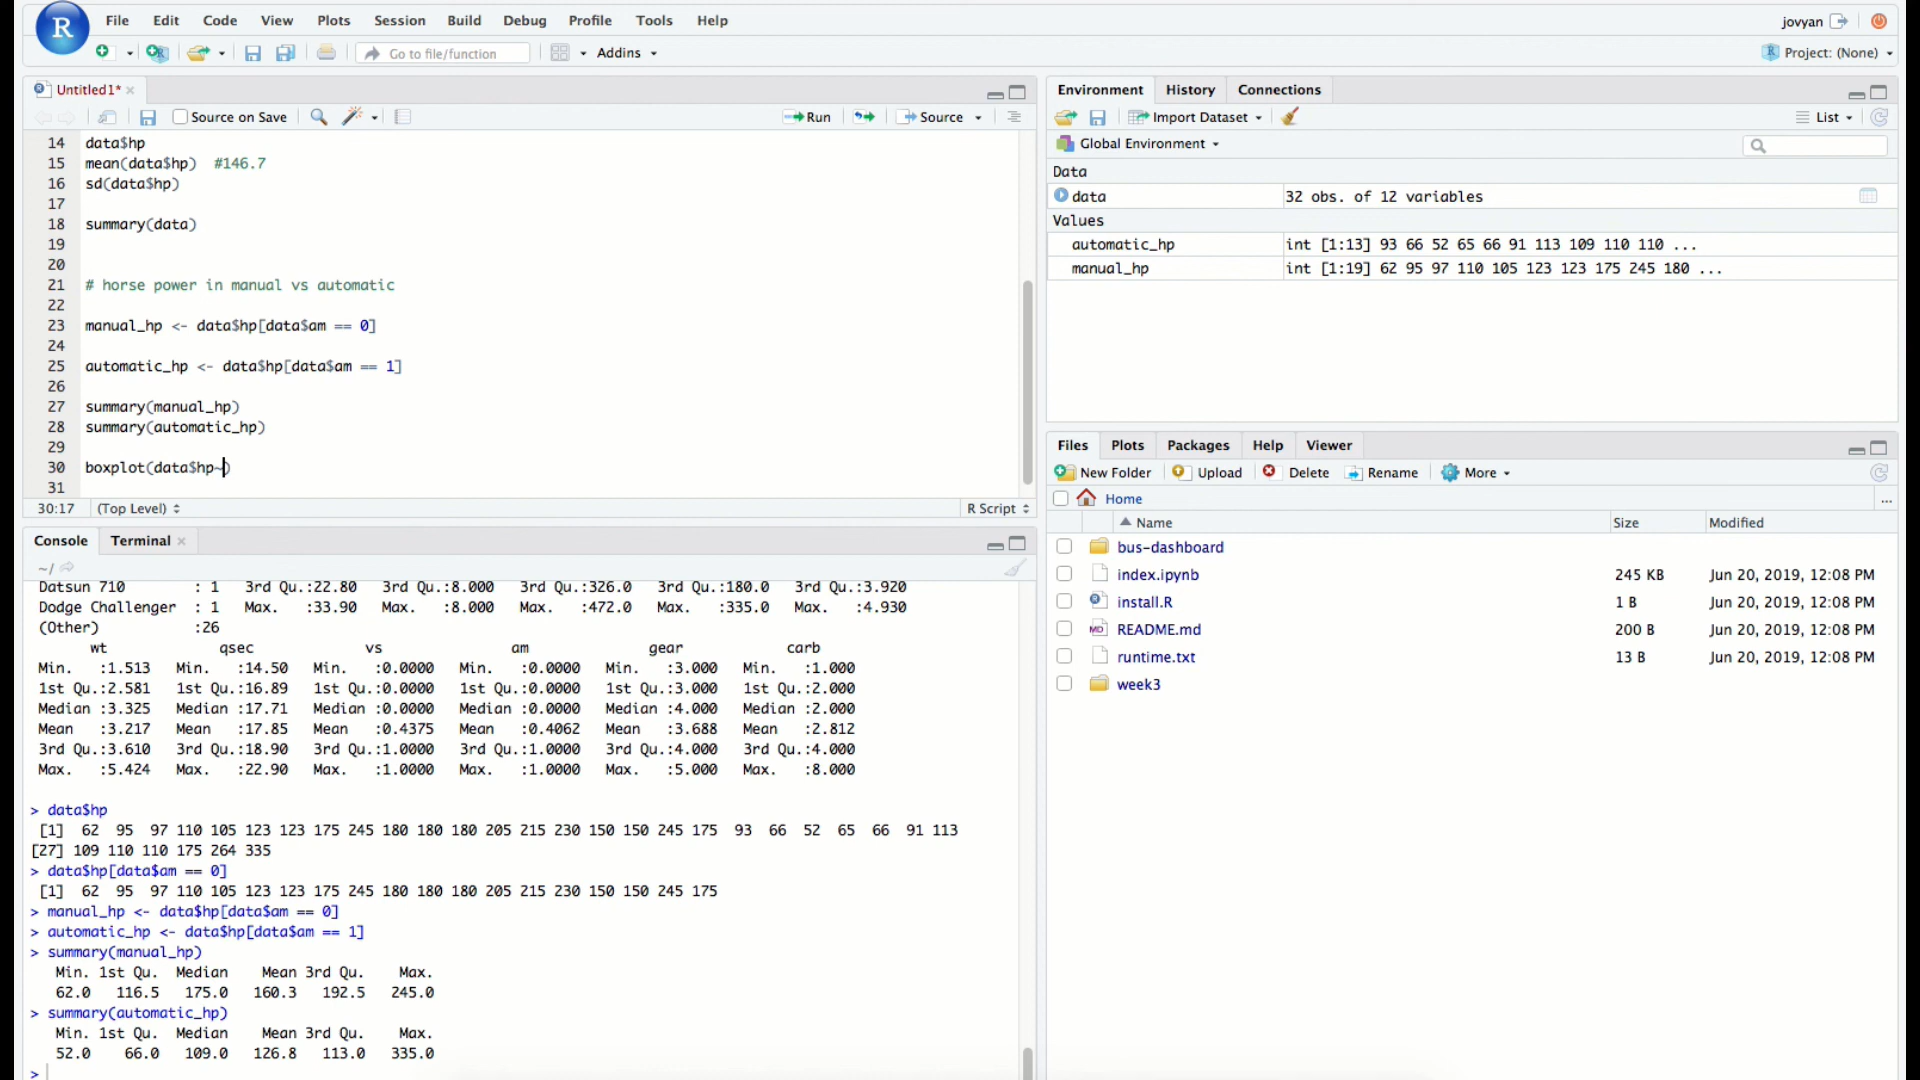 R File Edit Code View Plots Session Build Debug Profile Tools Help jovyan
Go to file/function Addins Project: (None)
Untitled1*
Source on Save Run Source
14 data$hp
15 mean(data$hp)  #146.7
16 sd(data$hp)
17
18 summary(data)
19
20
21 # horse power in manual vs automatic
22
23 manual_hp <- data$hp[data$am == 0]
24
25 automatic_hp <- data$hp[data$am == 1]
26
27 summary(manual_hp)
28 summary(automatic_hp)
29
30 boxplot(data$hp~)
31
30:17 (Top Level) R Script
Console Terminal
~/
Datsun 710        : 1   3rd Qu.:22.80   3rd Qu.:8.000   3rd Qu.:326.0   3rd Qu.:180.0   3rd Qu.:3.920
Dodge Challenger  : 1   Max.   :33.90   Max.   :8.000   Max.   :472.0   Max.   :335.0   Max.   :4.930
(Other)           :26
wt qsec vs am gear carb
Min.   :1.513   Min.   :14.50   Min.   :0.0000   Min.   :0.0000   Min.   :3.000   Min.   :1.000
1st Qu.:2.581   1st Qu.:16.89   1st Qu.:0.0000   1st Qu.:0.0000   1st Qu.:3.000   1st Qu.:2.000
Median :3.325   Median :17.71   Median :0.0000   Median :0.0000   Median :4.000   Median :2.000
Mean   :3.217   Mean   :17.85   Mean   :0.4375   Mean   :0.4062   Mean   :3.688   Mean   :2.812
3rd Qu.:3.610   3rd Qu.:18.90   3rd Qu.:1.0000   3rd Qu.:1.0000   3rd Qu.:4.000   3rd Qu.:4.000
Max.   :5.424   Max.   :22.90   Max.   :1.0000   Max.   :1.0000   Max.   :5.000   Max.   :8.000
> data$hp
[1]  62  95  97 110 105 123 123 175 245 180 180 180 205 215 230 150 150 245 175  93  66  52  65  66  91 113
[27] 109 110 110 175 264 335
> data$hp[data$am == 0]
[1]  62  95  97 110 105 123 123 175 245 180 180 180 205 215 230 150 150 245 175
> manual_hp <- data$hp[data$am == 0]
> automatic_hp <- data$hp[data$am == 1]
> summary(manual_hp)
Min. 1st Qu.  Median    Mean 3rd Qu.    Max.
62.0   116.5   175.0   160.3   192.5   245.0
> summary(automatic_hp)
Min. 1st Qu.  Median    Mean 3rd Qu.    Max.
52.0    66.0   109.0   126.8   113.0   335.0
>
Environment History Connections
Import Dataset List
Global Environment
Data
data 32 obs. of 12 variables
Values
automatic_hp int [1:13] 93 66 52 65 66 91 113 109 110 110 ...
manual_hp int [1:19] 62 95 97 110 105 123 123 175 245 180 ...
Files Plots Packages Help Viewer
New Folder Upload Delete Rename More
Home ...
Name Size Modified
bus-dashboard
index.ipynb 245 KB Jun 20, 2019, 12:08 PM
install.R 1 B Jun 20, 2019, 12:08 PM
README.md 200 B Jun 20, 2019, 12:08 PM
runtime.txt 13 B Jun 20, 2019, 12:08 PM
week3